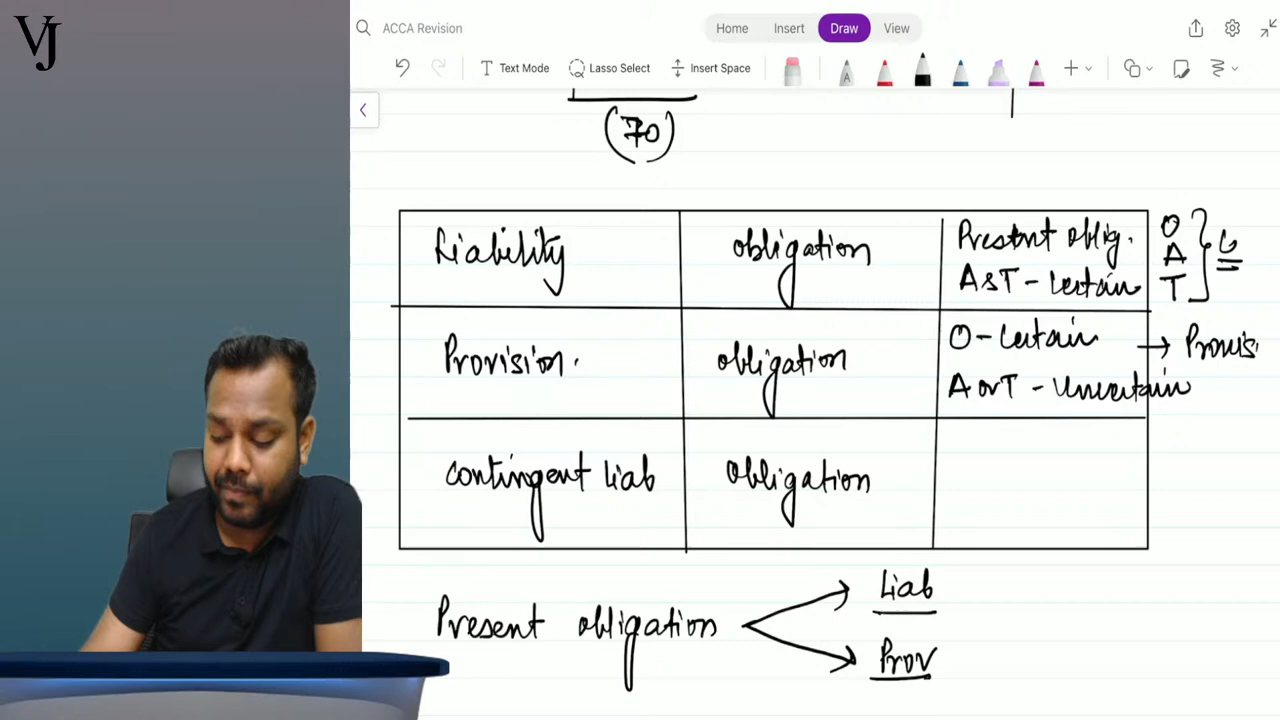 VJ
ACCA Revision
Home Insert Draw View
Text Mode Lasso Select Insert Space
(70)
Liability obligation Present oblig.
A&T - Certain
O
A
T
Provision. obligation O - Certain → Provis.
A or T - Uncertain
Contingent liab obligation
Present obligation Liab
Prov